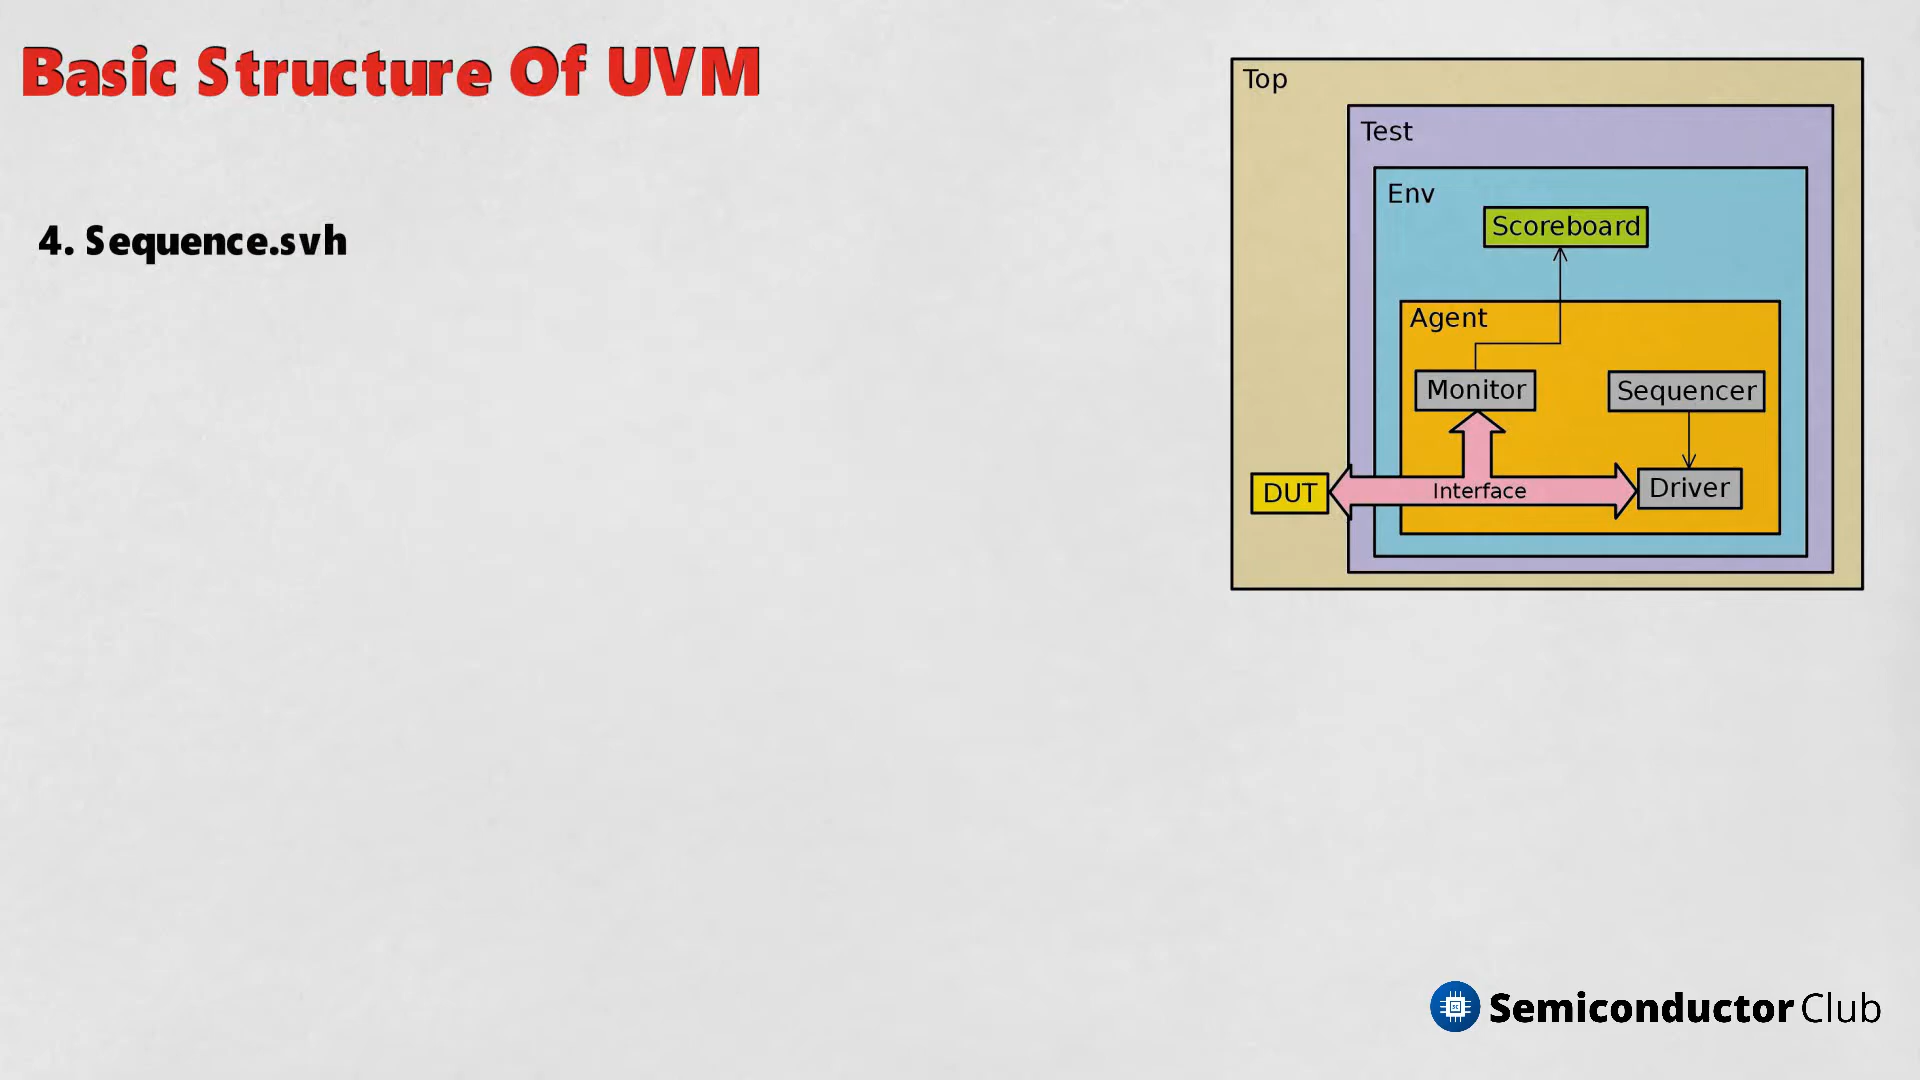 Basic Structure Of UVM
4. Sequence.svh
Top
Test
Env
Scoreboard
Agent
Monitor
Sequencer
DUT
Interface
Driver
Semiconductor Club